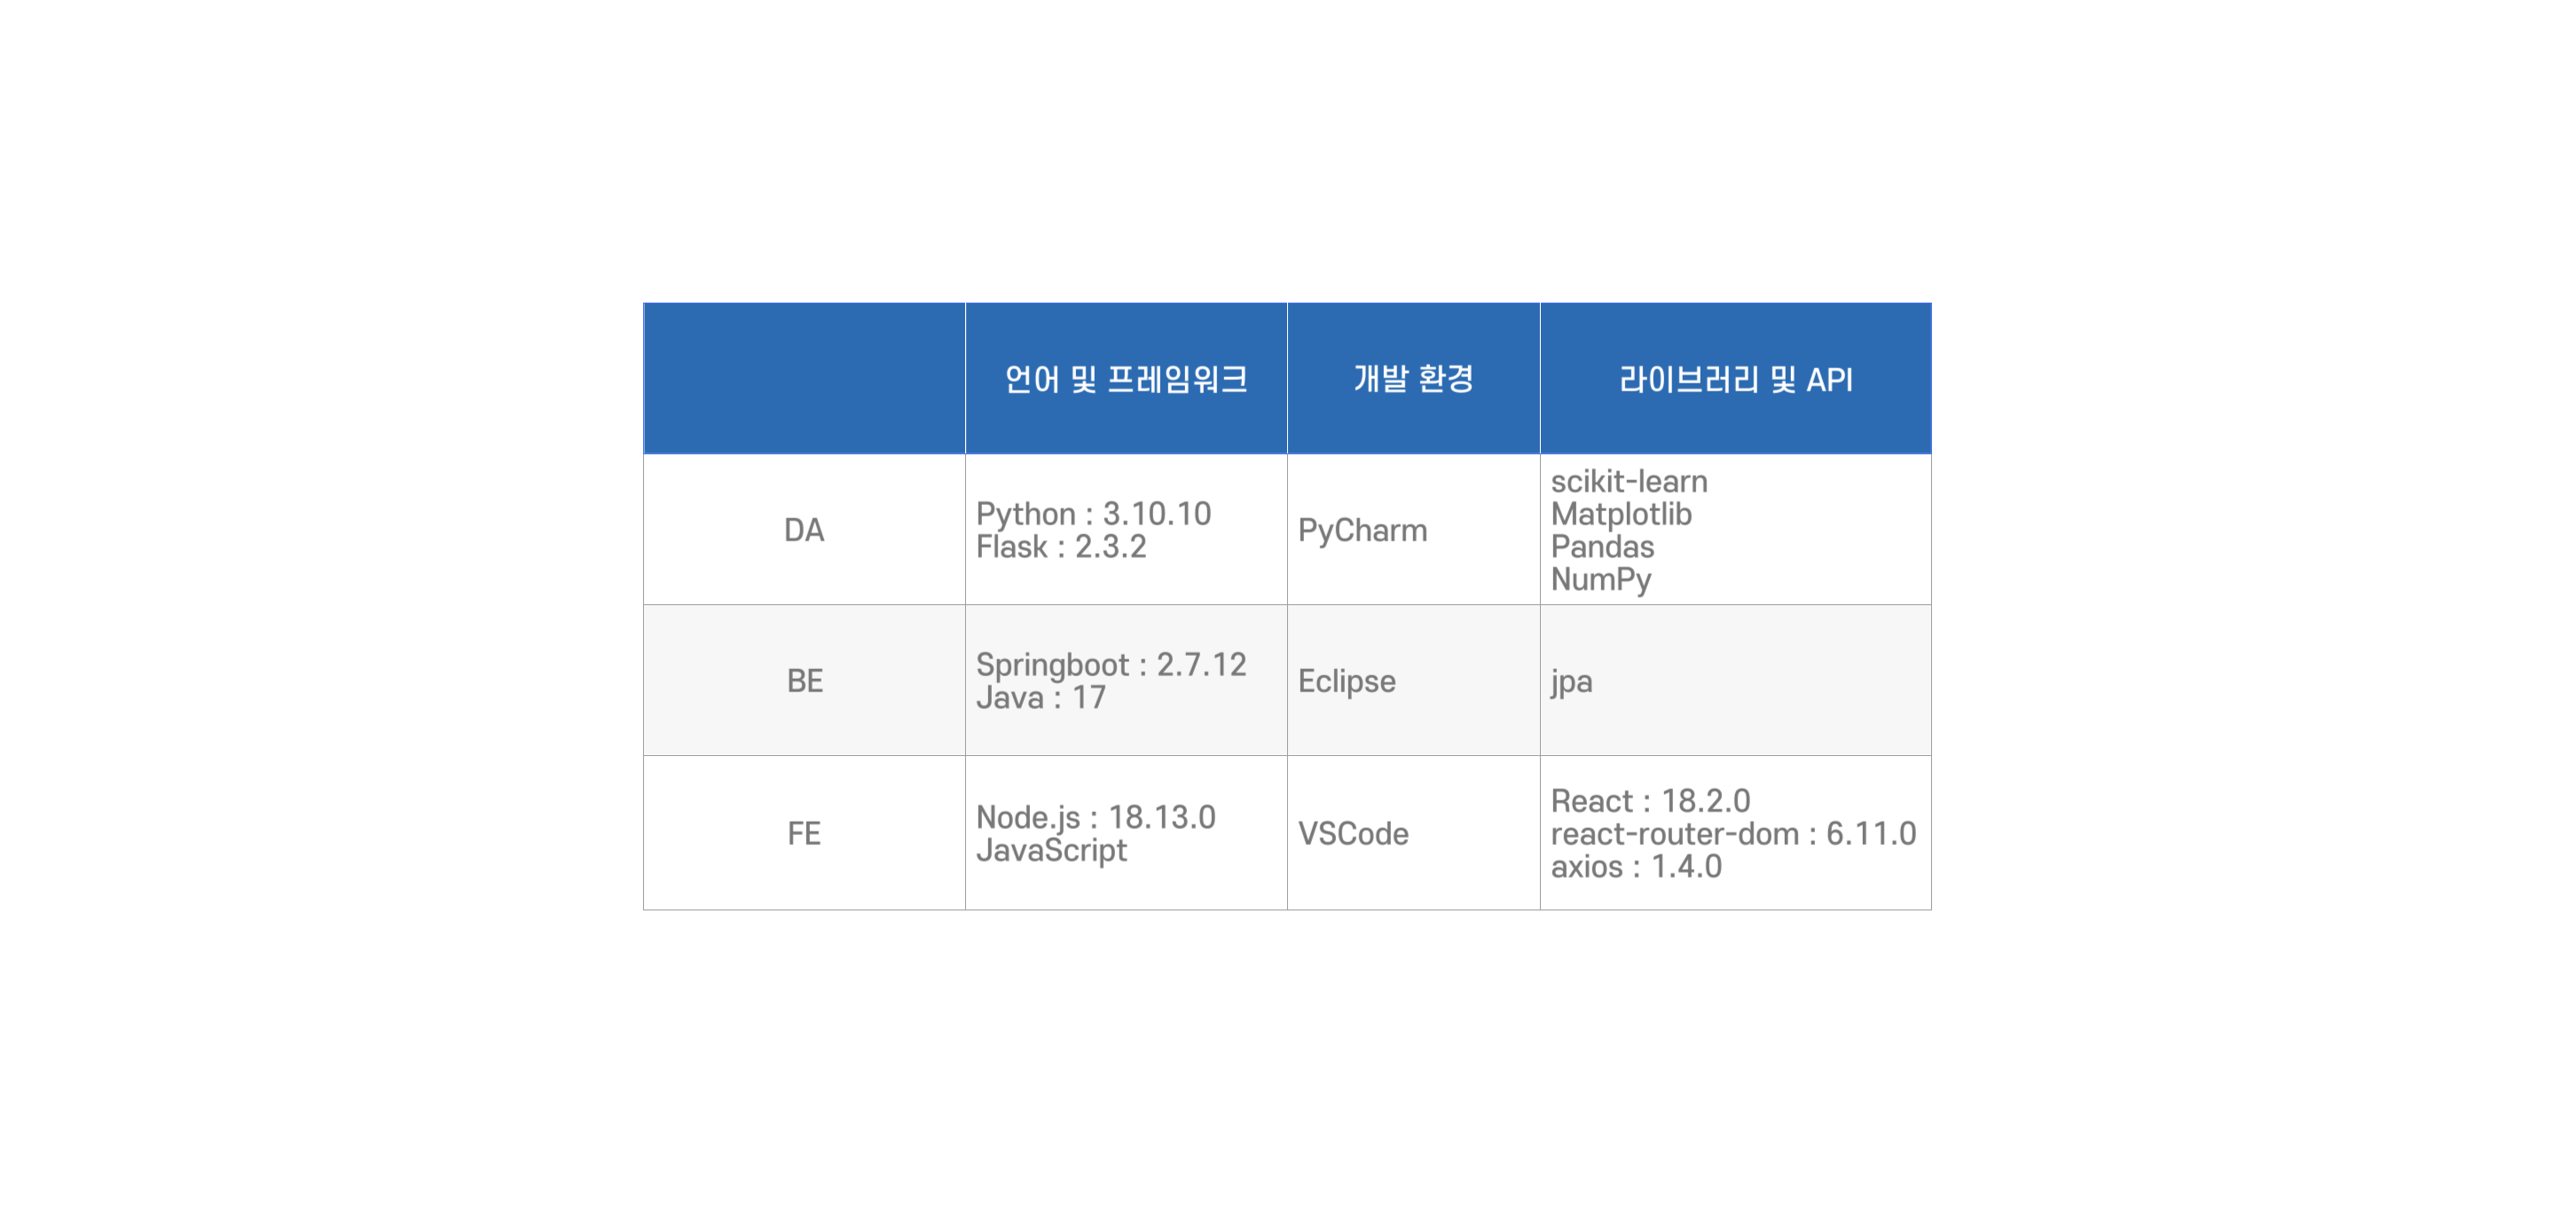 언어 및 프레임워크
개발 환경
라이브러리 및 API
DA
Python : 3.10.10
Flask : 2.3.2
PyCharm
scikit-learn
Matplotlib
Pandas
NumPy
BE
Springboot : 2.7.12
Java : 17
Eclipse
jpa
FE
Node.js : 18.13.0
JavaScript
VSCode
React : 18.2.0
react-router-dom : 6.11.0
axios : 1.4.0